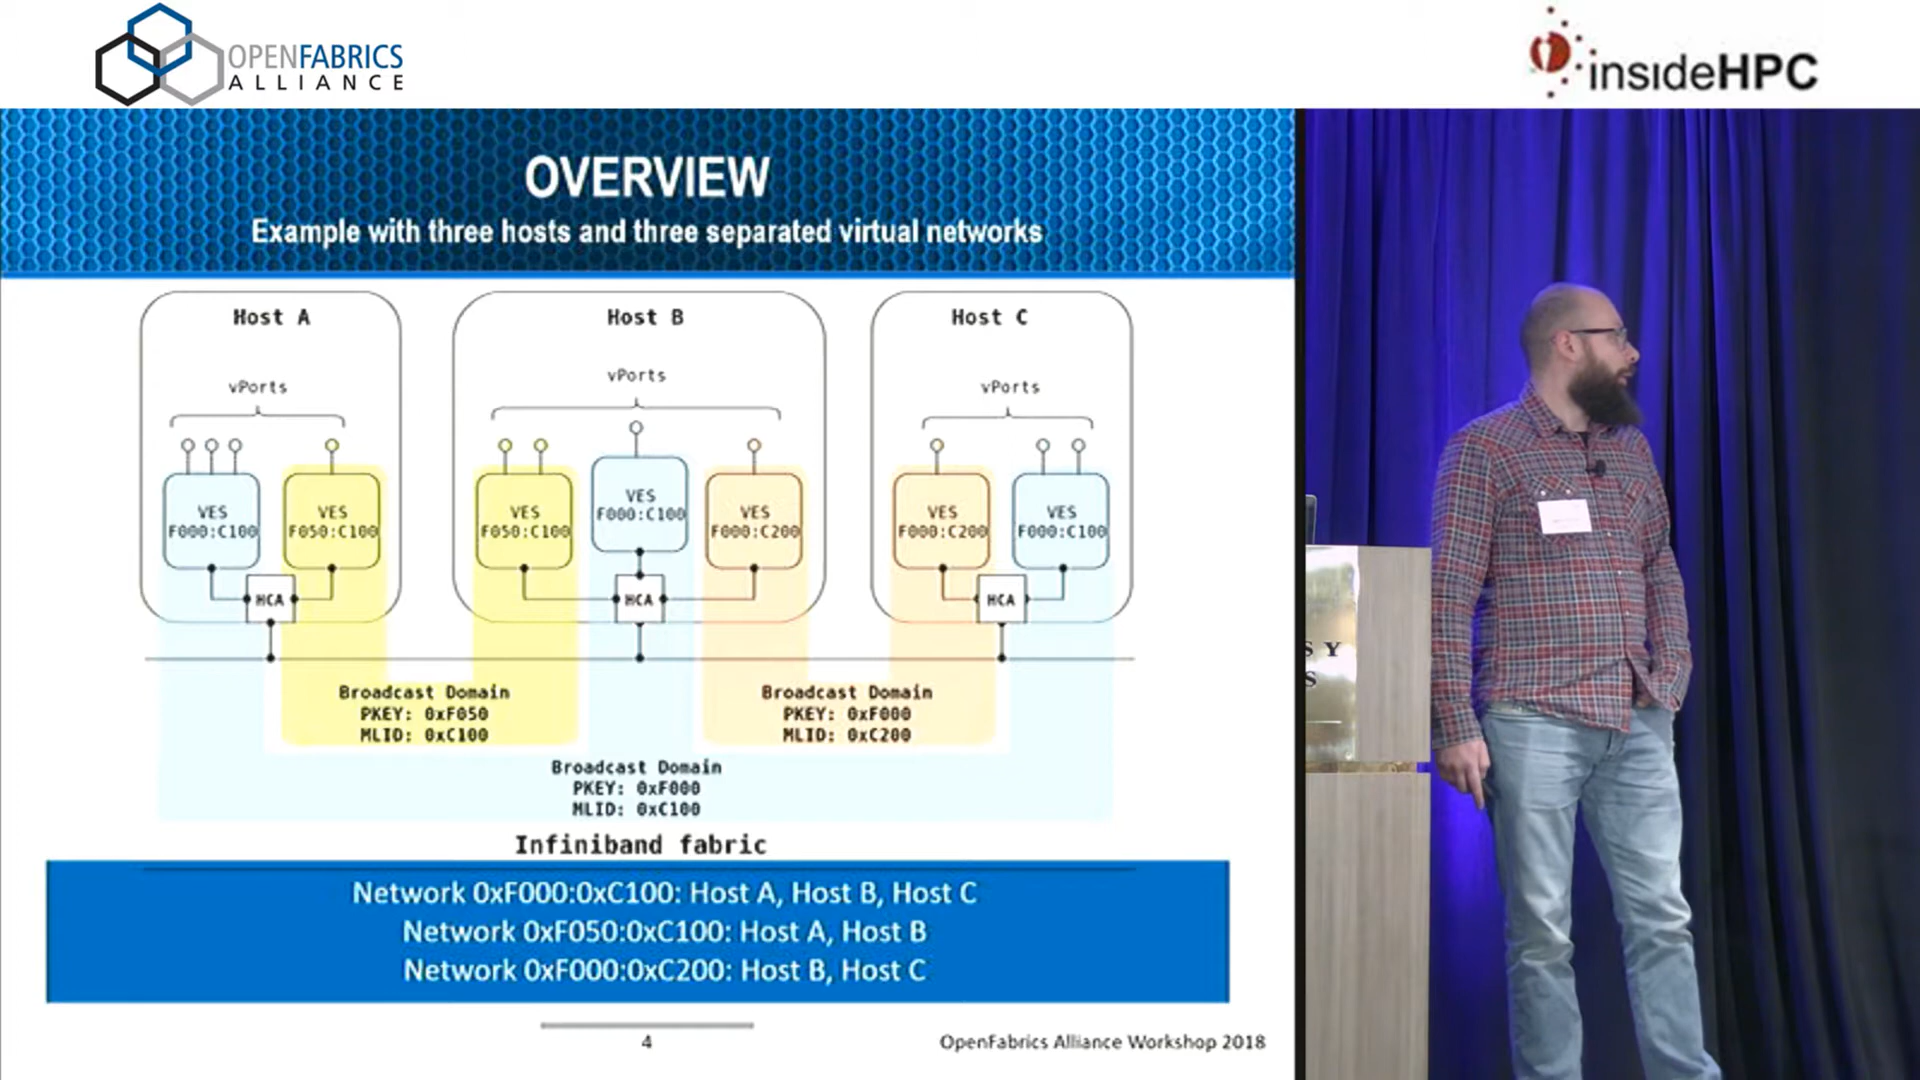 OPENFABRICS
ALLIANCE
insideHPC
OVERVIEW
Example with three hosts and three separated virtual networks
Host A
Host B
Host C
vPorts
vPorts
vPorts
VES
F000:C100
VES
F050:C100
VES
F050:C100
VES
F000:C100
VES
F000:C200
VES
F000:C200
VES
F000:C100
HCA
HCA
HCA
Broadcast Domain
PKEY: 0xF050
MLID: 0xC100
Broadcast Domain
PKEY: 0xF000
MLID: 0xC200
Broadcast Domain
PKEY: 0xF000
MLID: 0xC100
Infiniband fabric
Network 0xF000:0xC100: Host A, Host B, Host C
Network 0xF050:0xC100: Host A, Host B
Network 0xF000:0xC200: Host B, Host C
4
OpenFabrics Alliance Workshop 2018
S Y
S